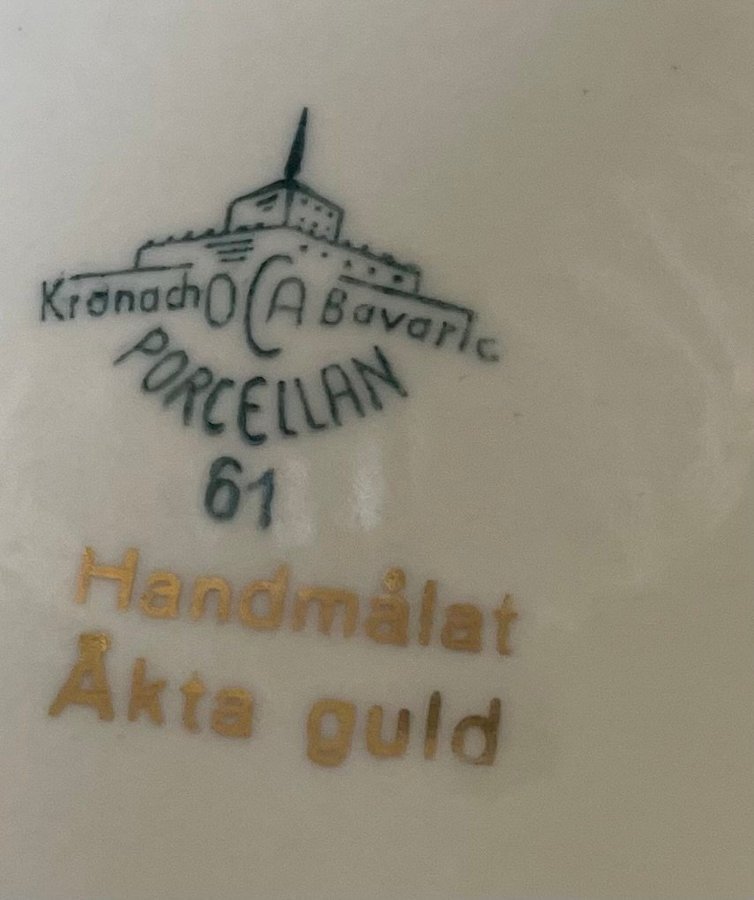 Kronach OCA Bavaria
PORCELLAN
61
Handmålat
Äkta guld